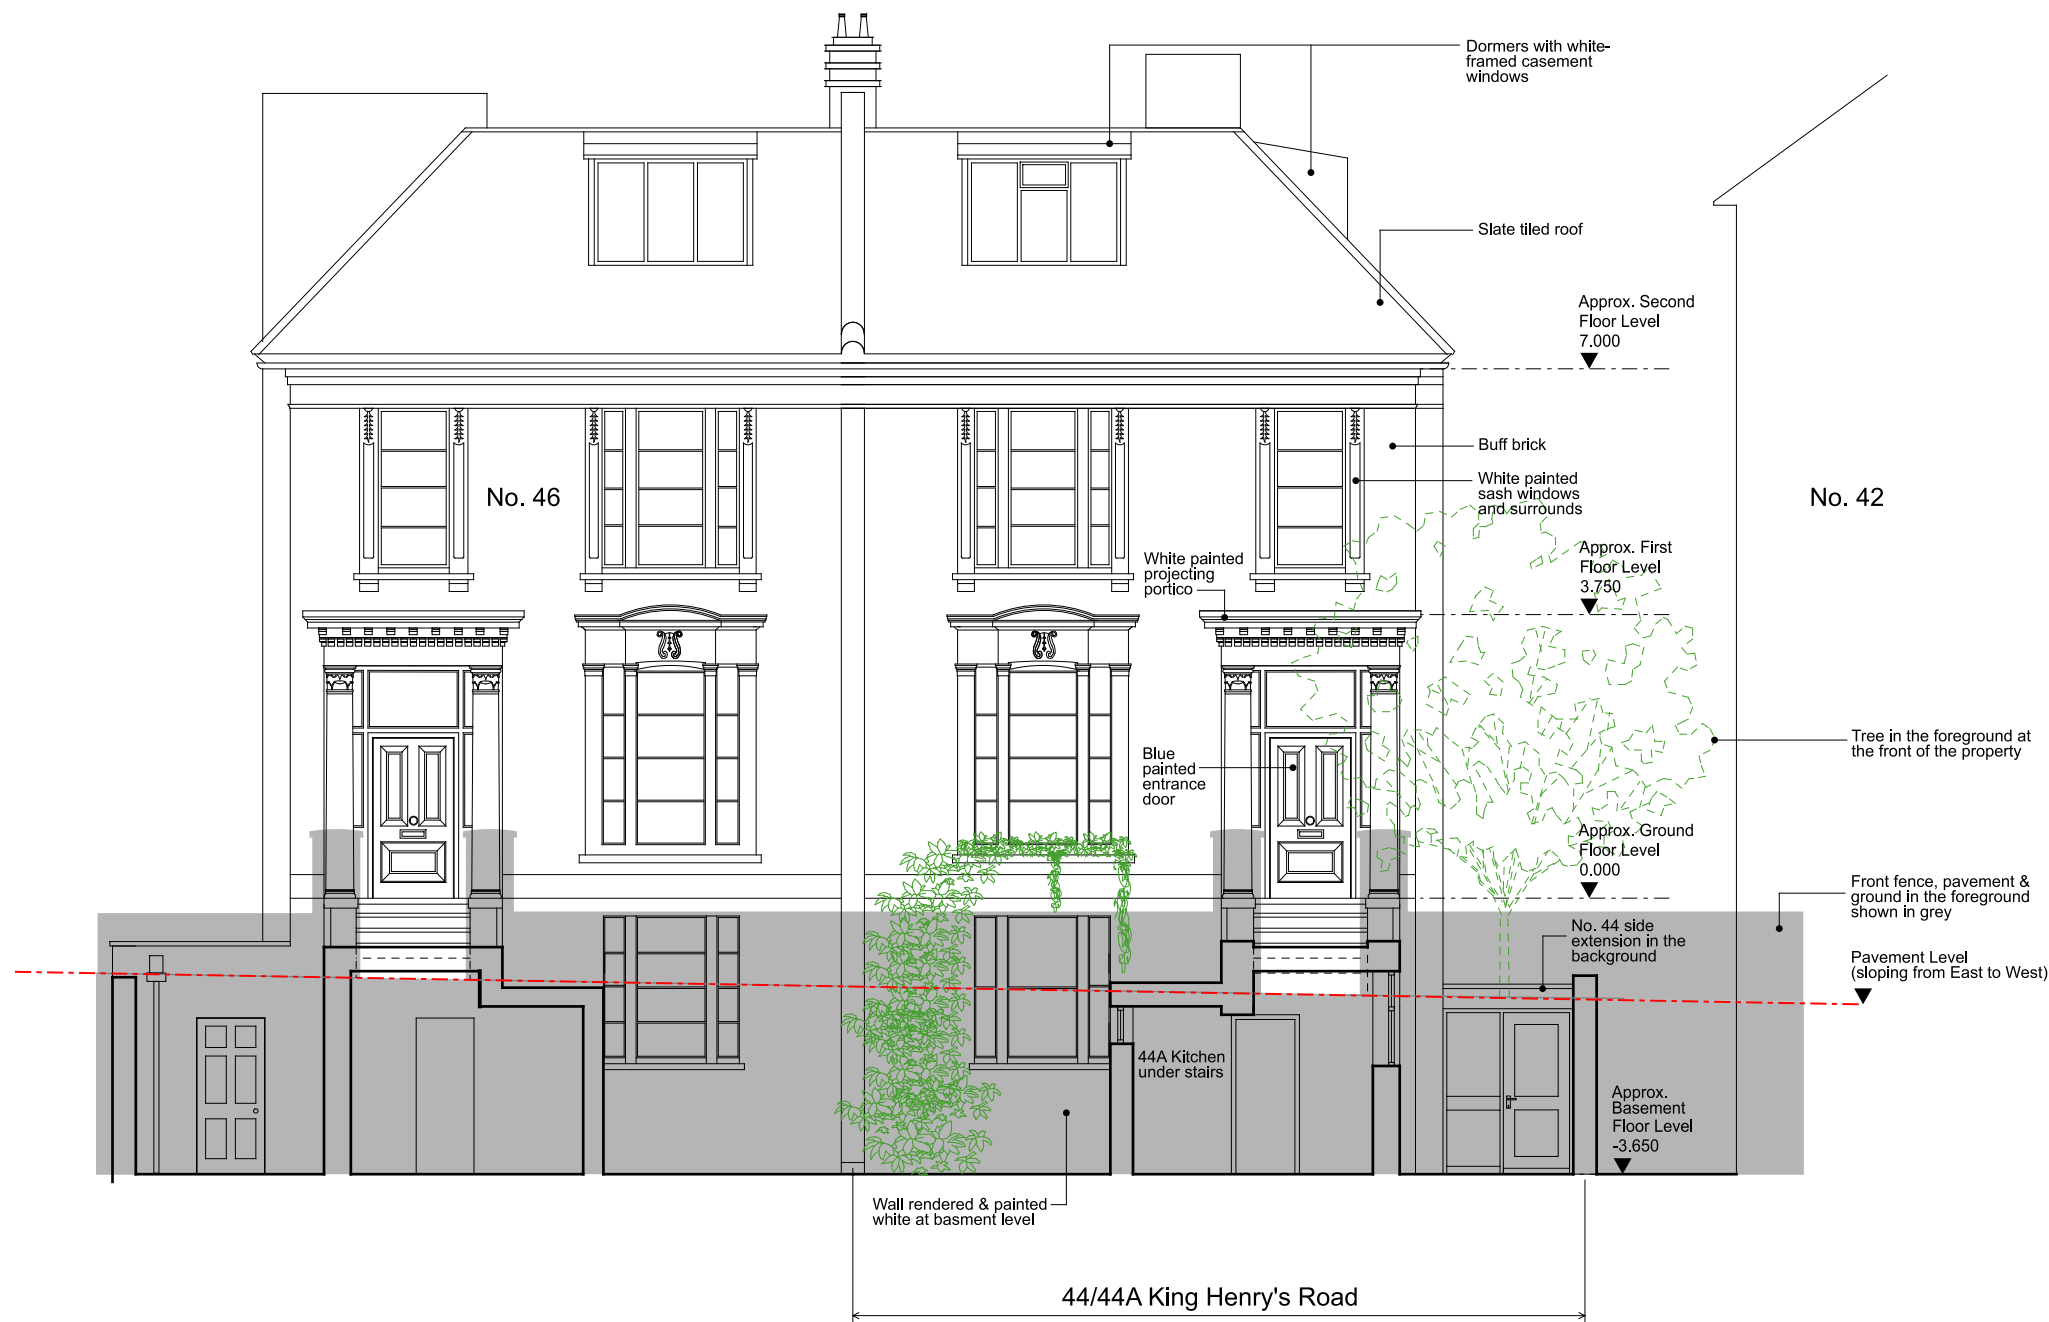 Dormers with white-
framed casement
windows
Slate tiled roof
Approx. Second
Floor Level
7.000
Buff brick
White painted
sash windows
and surrounds
No. 46
No. 42
Approx. First
Floor Level
3.750
White painted
projecting
portico
Blue
painted
entrance
door
Tree in the foreground at
the front of the property
Approx. Ground
Floor Level
0.000
Front fence, pavement &
ground in the foreground
shown in grey
No. 44 side
extension in the
background
Pavement Level
(sloping from East to West)
44A Kitchen
under stairs
Approx.
Basement
Floor Level
-3.650
Wall rendered & painted
white at basment level
44/44A King Henry's Road